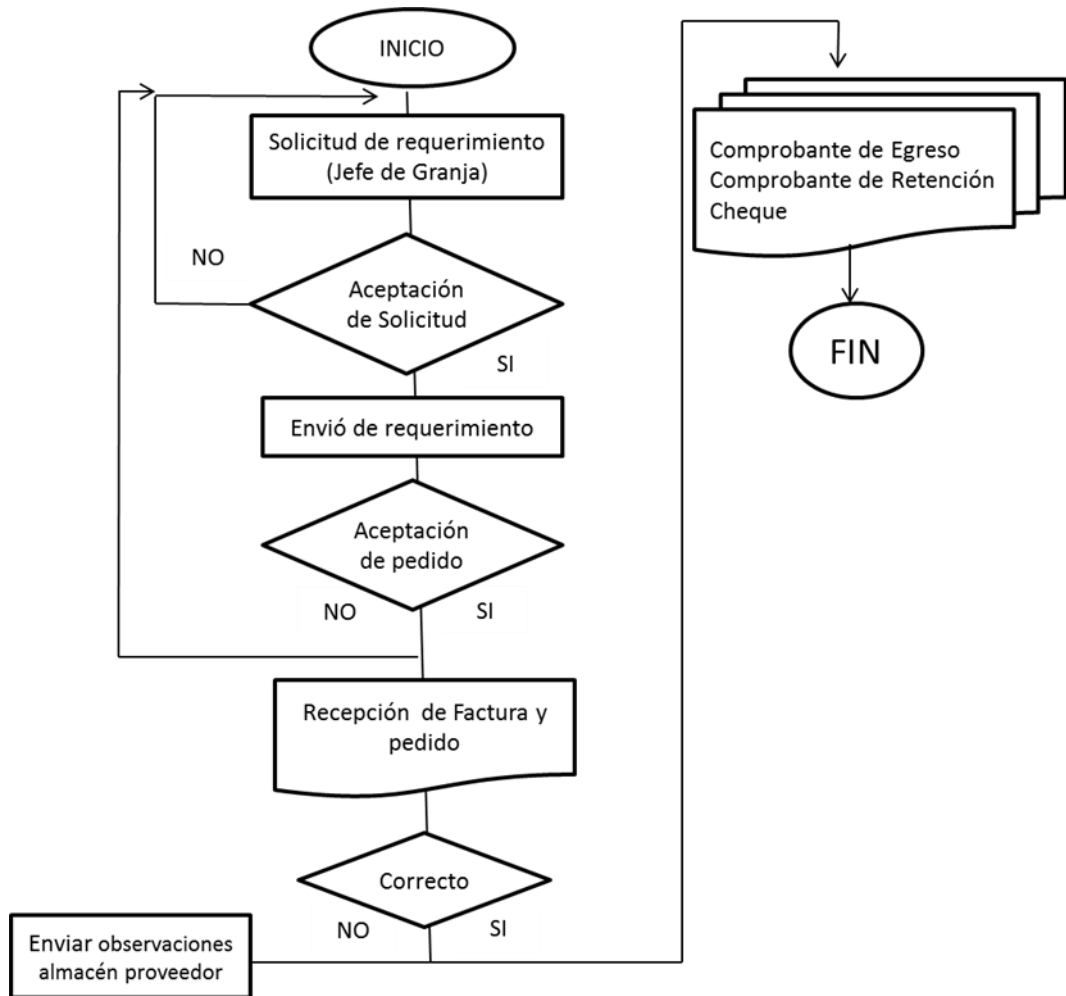 INICIO
Solicitud de requerimiento
(Jefe de Granja)
NO
Aceptación
de Solicitud
SI
Envió de requerimiento
Aceptación
de pedido
NO
SI
Recepción de Factura y
pedido
Correcto
NO
SI
Enviar observaciones
almacén proveedor
Comprobante de Egreso
Comprobante de Retención
Cheque
FIN